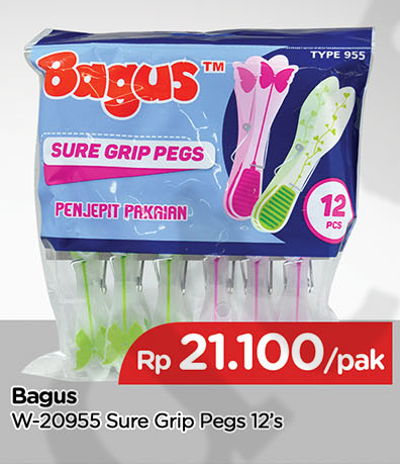 Bagus™
TYPE 955
SURE GRIP PEGS
PENJEPIT PAKAIAN
12
PCS
Rp 21.100/pak
Bagus
W-20955 Sure Grip Pegs 12's